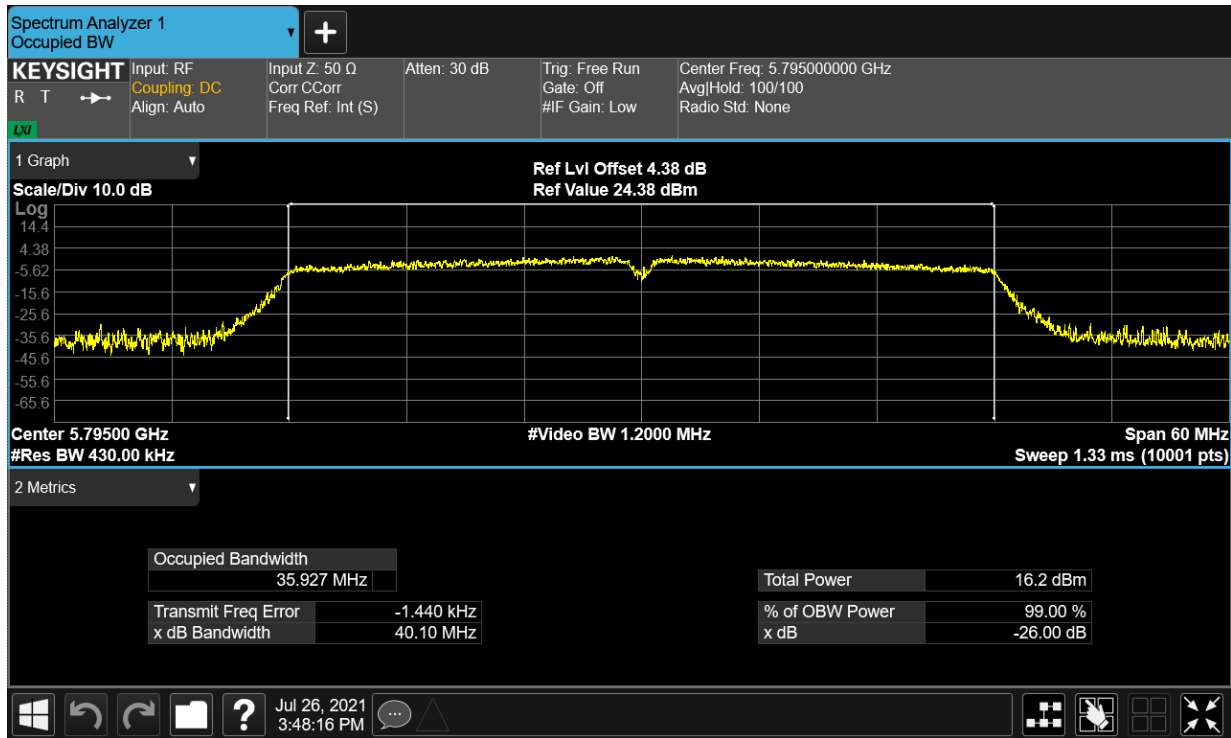 Spectrum Analyzer 1
Occupied BW
+
KEYSIGHT
R T
LXI
Input: RF
Coupling: DC
Align: Auto
Input Z: 50 Ω
Corr CCorr
Freq Ref: Int (S)
Atten: 30 dB
Trig: Free Run
Gate: Off
#IF Gain: Low
Center Freq: 5.795000000 GHz
Avg|Hold: 100/100
Radio Std: None
1 Graph
Scale/Div 10.0 dB
Ref Lvl Offset 4.38 dB
Ref Value 24.38 dBm
Log
14.4
4.38
-5.62
-15.6
-25.6
-35.6
-45.6
-55.6
-65.6
Center 5.79500 GHz
#Video BW 1.2000 MHz
Span 60 MHz
#Res BW 430.00 kHz
Sweep 1.33 ms (10001 pts)
2 Metrics
Occupied Bandwidth
35.927 MHz
Total Power 16.2 dBm
Transmit Freq Error -1.440 kHz
% of OBW Power 99.00 %
x dB Bandwidth 40.10 MHz
x dB -26.00 dB
?
Jul 26, 2021
3:48:16 PM